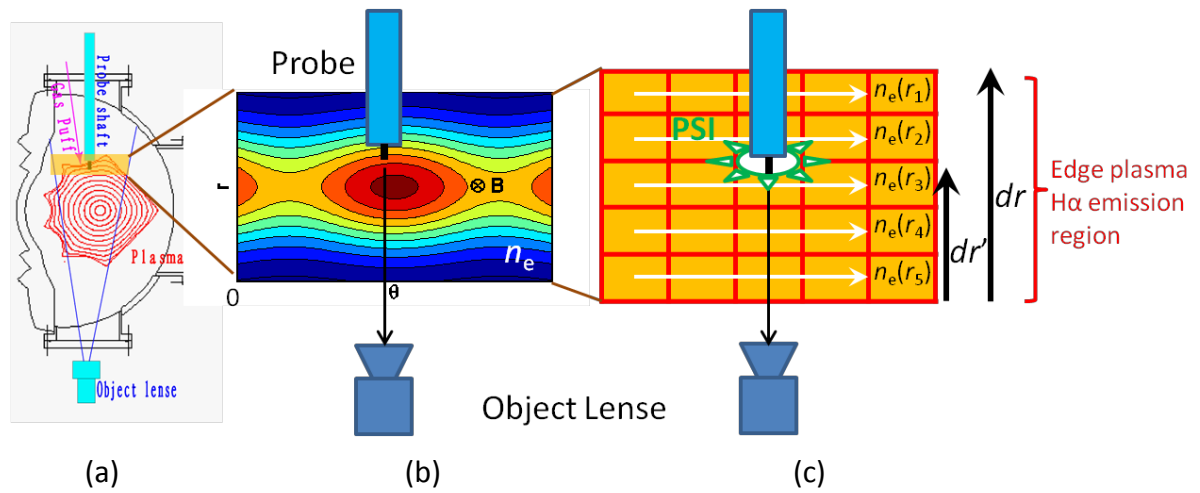 Probe shaft
Gas Puff
Plasma
Object lense
(a)
Probe
r
⊗ B
nₑ
0
θ
(b)
nₑ(r₁)
PSI
nₑ(r₂)
nₑ(r₃)
nₑ(r₄)
nₑ(r₅)
dr'
dr
Edge plasma
Hα emission
region
Object Lense
(c)